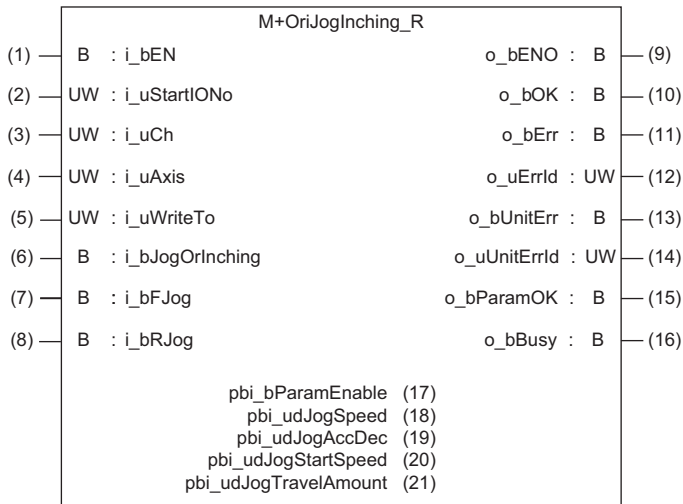 M+OriJogInching_R
(1) B : i_bEN o_bENO : B (9)
(2) UW : i_uStartIONo o_bOK : B (10)
(3) UW : i_uCh o_bErr : B (11)
(4) UW : i_uAxis o_uErrId : UW (12)
(5) UW : i_uWriteTo o_bUnitErr : B (13)
(6) B : i_bJogOrInching o_uUnitErrId : UW (14)
(7) B : i_bFJog o_bParamOK : B (15)
(8) B : i_bRJog o_bBusy : B (16)
pbi_bParamEnable (17)
pbi_udJogSpeed (18)
pbi_udJogAccDec (19)
pbi_udJogStartSpeed (20)
pbi_udJogTravelAmount (21)